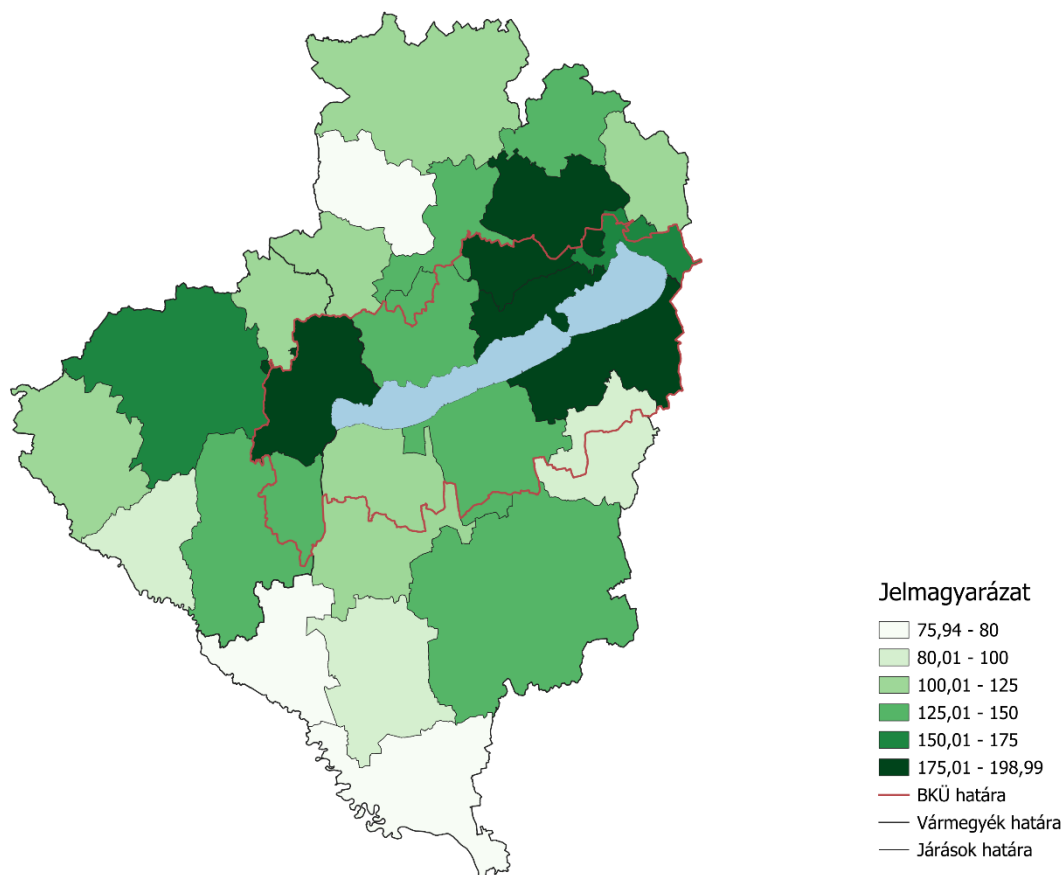 Jelmagyarázat
75,94 - 80
80,01 - 100
100,01 - 125
125,01 - 150
150,01 - 175
175,01 - 198,99
BKÜ határa
Vármegyék határa
Járások határa